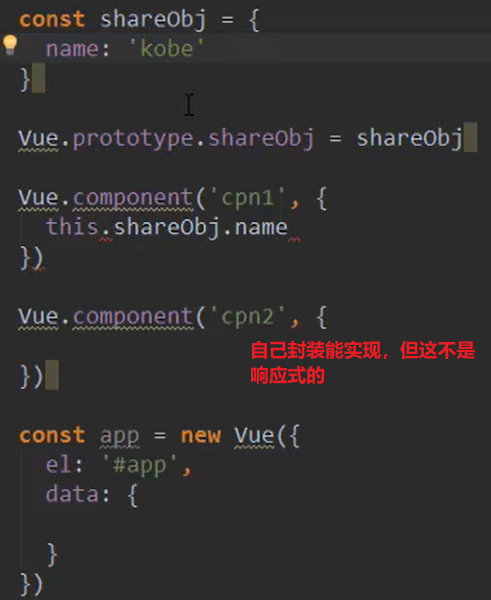 const shareObj = {
  name: 'kobe'
}
Vue.prototype.shareObj = shareObj
Vue.component('cpn1', {
  this.shareObj.name
})
Vue.component('cpn2', {
自己封装能实现，但这不是
响应式的
})
const app = new Vue({
  el: '#app',
  data: {
  }
})